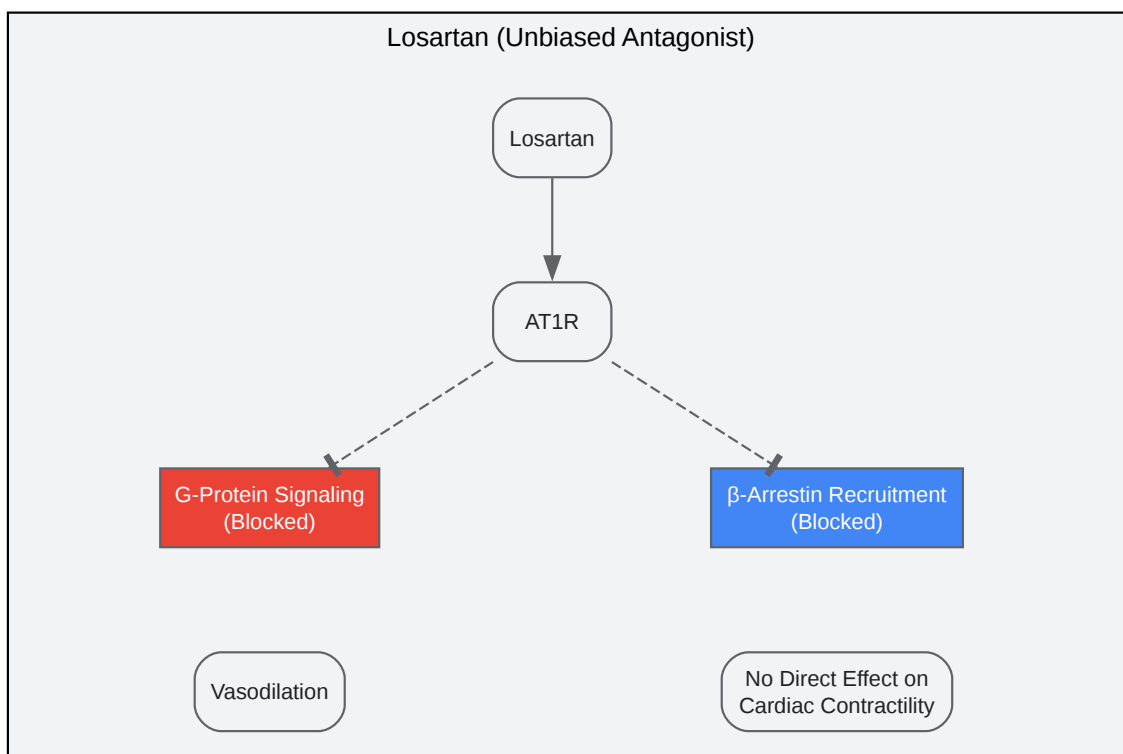 Losartan (Unbiased Antagonist)
Losartan
AT1R
G-Protein Signaling
(Blocked)
β-Arrestin Recruitment
(Blocked)
Vasodilation
No Direct Effect on
Cardiac Contractility